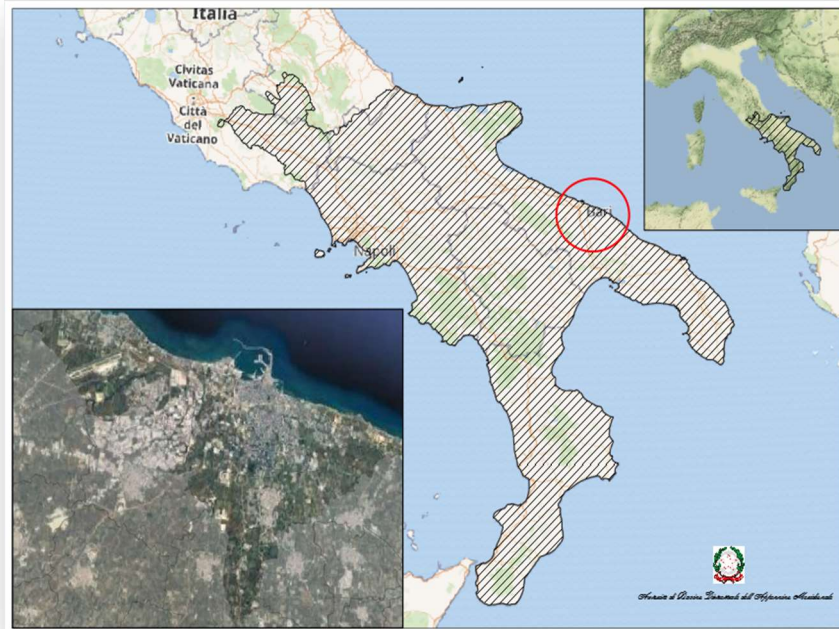 Italia
Civitas
Vaticana
Città
del
Vaticano
Bari
Napoli